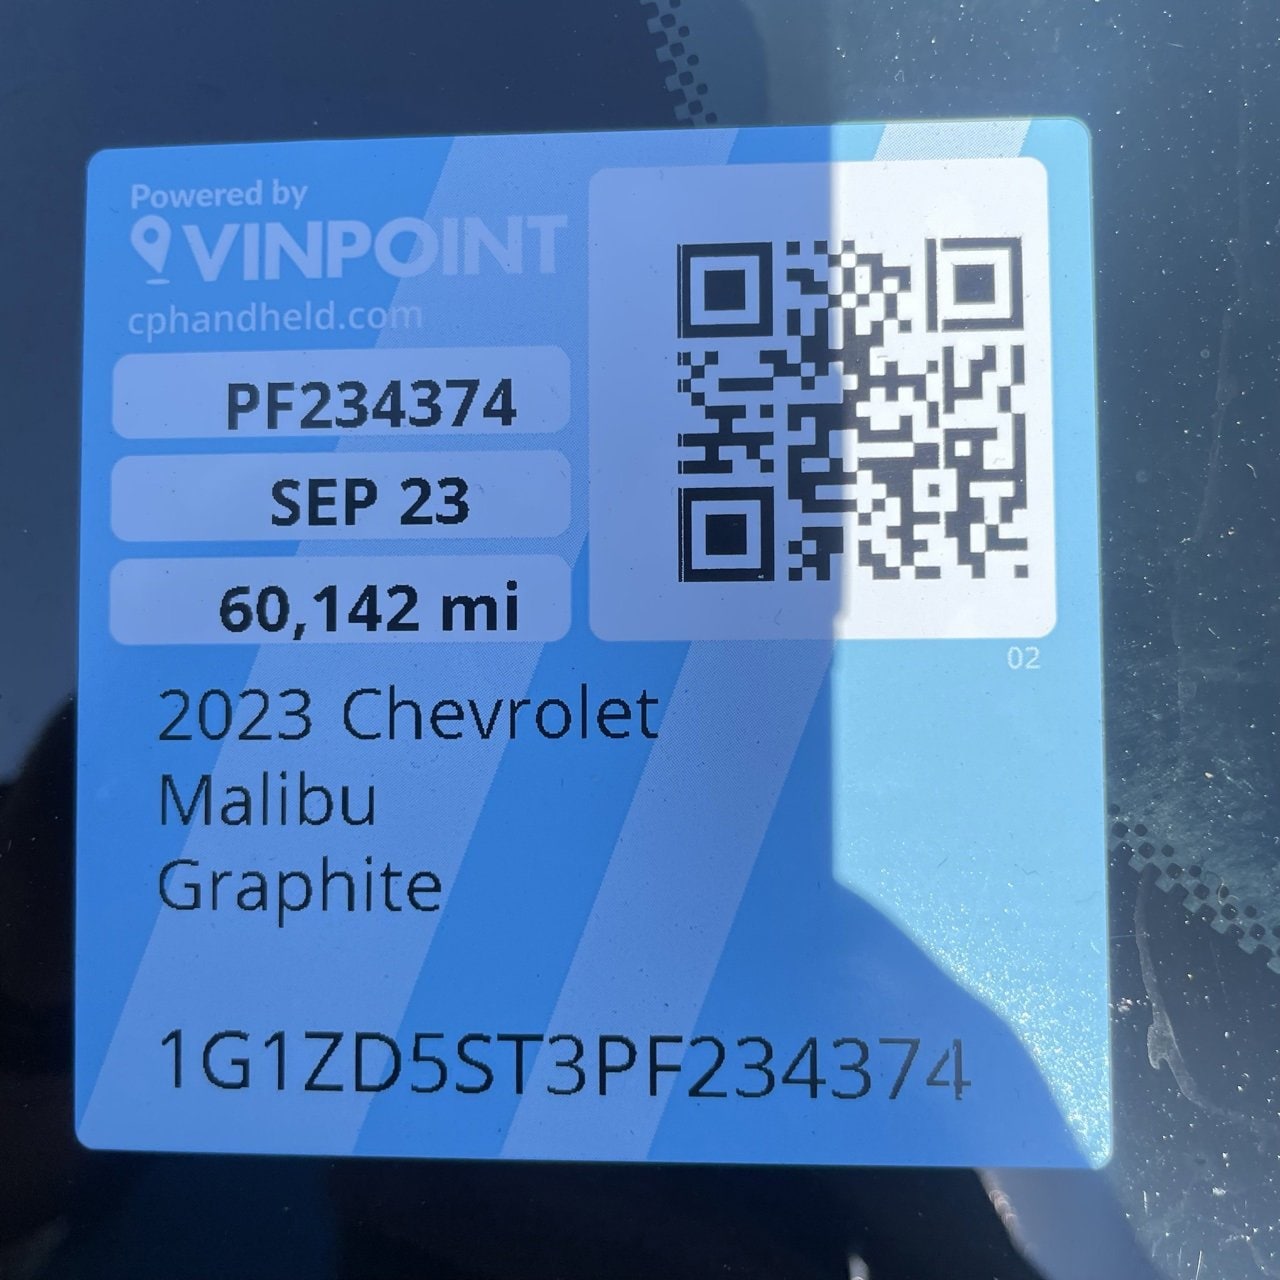 Powered by
VINPOINT
cphandheld.com
PF234374
SEP 23
60,142 mi
02
2023 Chevrolet
Malibu
Graphite
1G1ZD5ST3PF234374